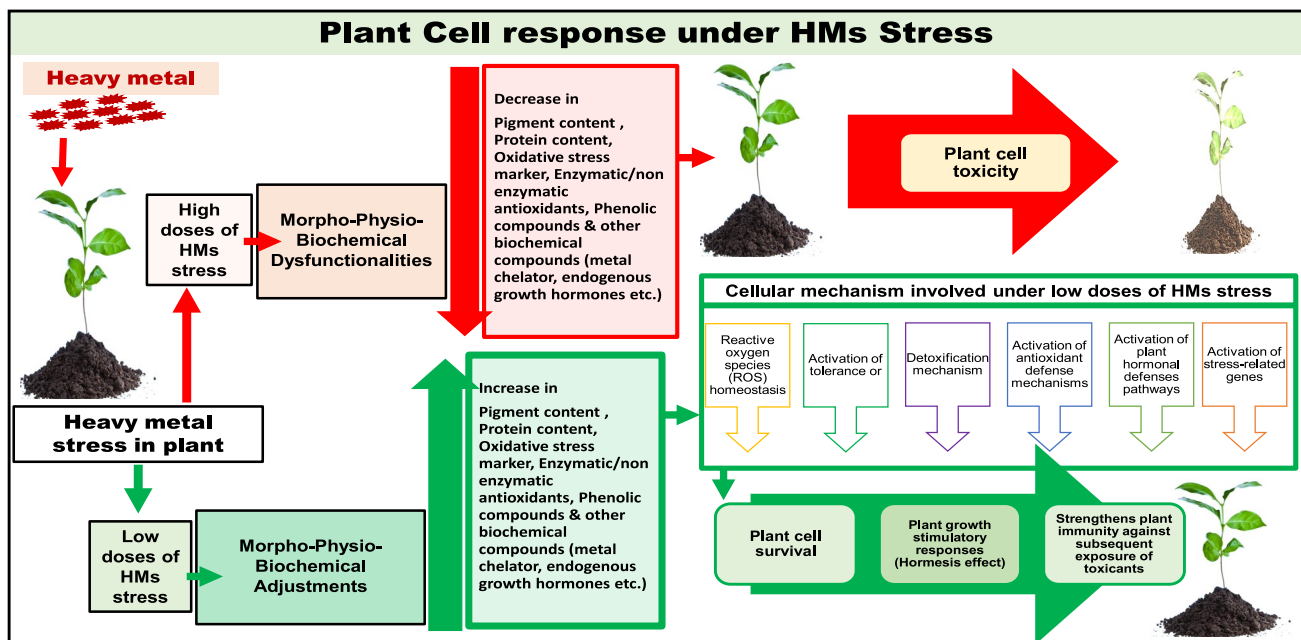 Plant Cell response under HMs Stress
Heavy metal
High
doses of
HMs
stress
Morpho-Physio-
Biochemical
Dysfunctionalities
Decrease in
Pigment content ,
Protein content,
Oxidative stress
marker, Enzymatic/non
enzymatic
antioxidants, Phenolic
compounds & other
biochemical
compounds (metal
chelator, endogenous
growth hormones etc.)
Plant cell
toxicity
Heavy metal
stress in plant
Low
doses of
HMs
stress
Morpho-Physio-
Biochemical
Adjustments
Increase in
Pigment content ,
Protein content,
Oxidative stress
marker, Enzymatic/non
enzymatic
antioxidants, Phenolic
compounds & other
biochemical
compounds (metal
chelator, endogenous
growth hormones etc.)
Cellular mechanism involved under low doses of HMs stress
Reactive
oxygen
species
(ROS)
homeostasis
Activation of
tolerance or
Detoxification
mechanism
Activation of
antioxidant
defense
mechanisms
Activation of
plant
hormonal
defenses
pathways
Activation of
stress-related
genes
Plant cell
survival
Plant growth
stimulatory
responses
(Hormesis effect)
Strengthens plant
immunity against
subsequent
exposure of
toxicants